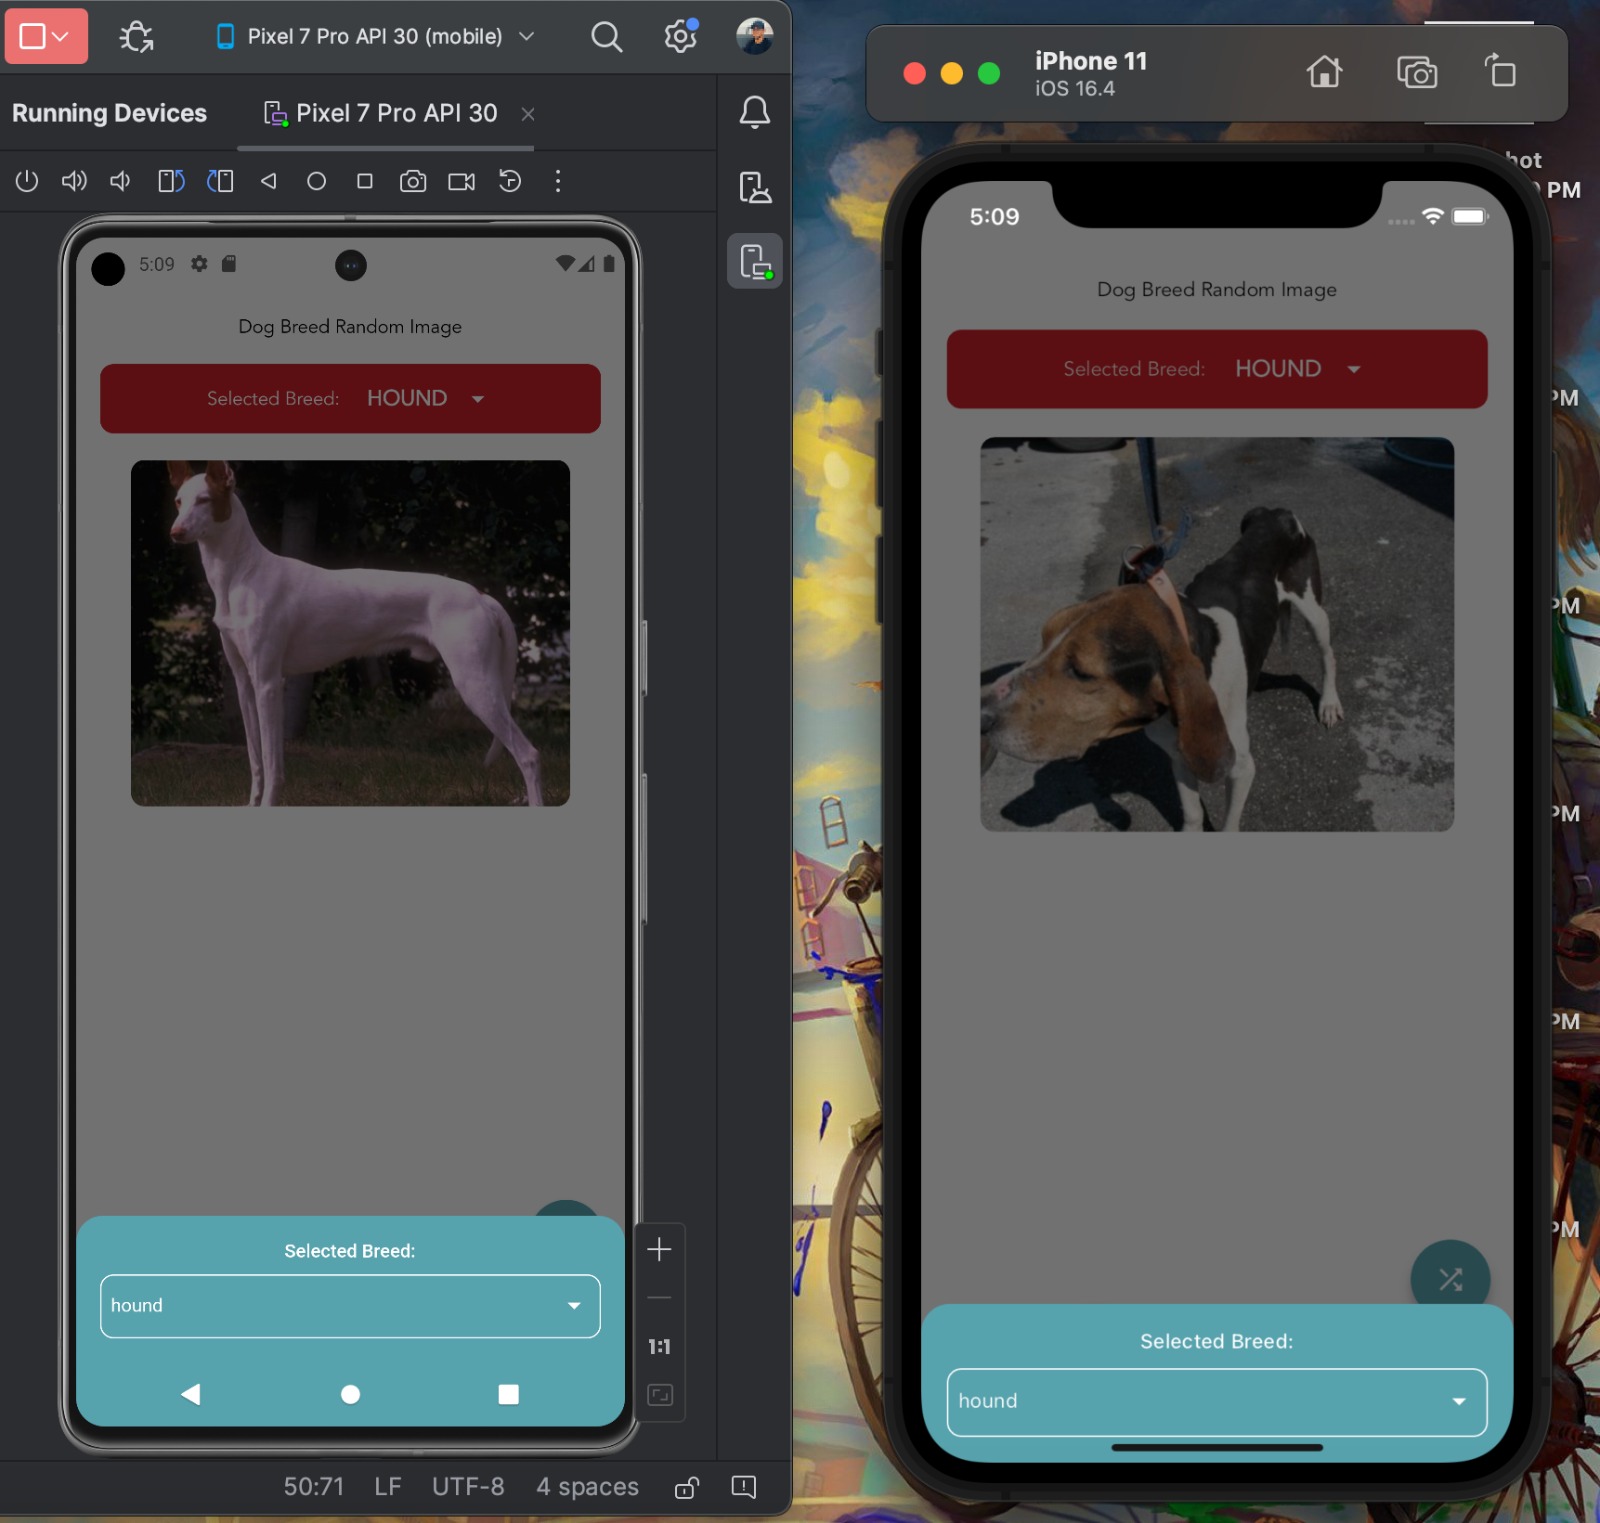 Pixel 7 Pro API 30 (mobile)
Running Devices
Pixel 7 Pro API 30
5:09
Dog Breed Random Image
Selected Breed: HOUND
Selected Breed:
hound
1:1
50:71 LF UTF-8 4 spaces
iPhone 11
iOS 16.4
hot
PM
5:09
Dog Breed Random Image
Selected Breed: HOUND
PM
PM
PM
PM
PM
Selected Breed:
hound